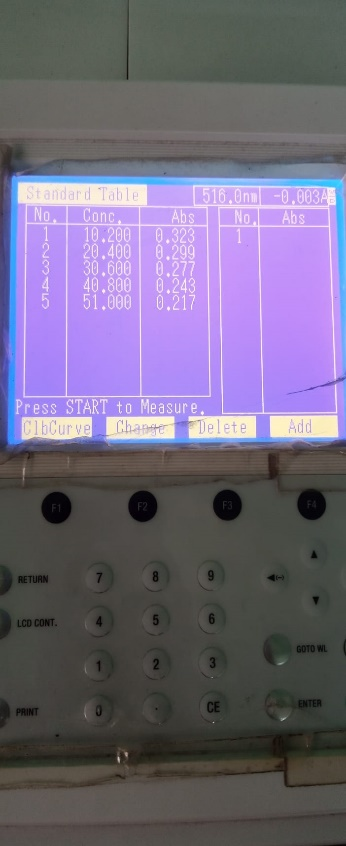 Standard Table 516.0nm -0.003A
No. Conc. Abs No. Abs
1 10.200 0.323 1
2 20.400 0.299
3 30.600 0.277
4 40.800 0.243
5 51.000 0.217
Press START to Measure.
ClbCurve Change Delete Add
F1 F2 F3 F4
RETURN 7 8 9
LCD CONT. 4 5 6
1 2 3 GOTO WL
PRINT 0 . CE ENTER